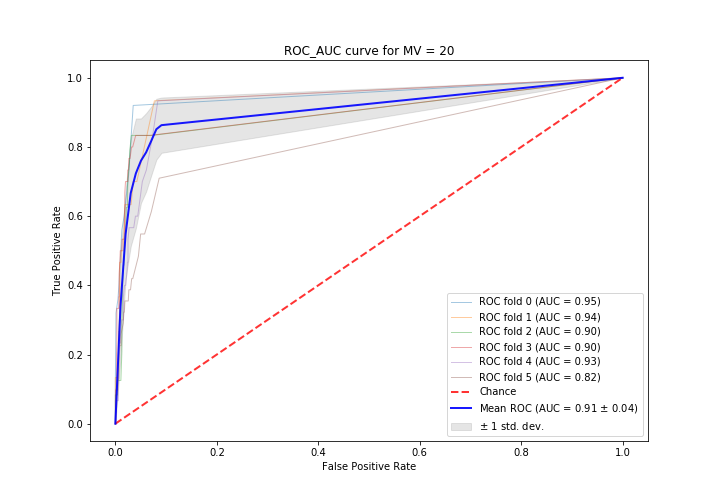 ROC_AUC curve for MV = 20
True Positive Rate
1.0
0.8
0.6
0.4
0.2
0.0
ROC fold 0 (AUC = 0.95)
ROC fold 1 (AUC = 0.94)
ROC fold 2 (AUC = 0.90)
ROC fold 3 (AUC = 0.90)
ROC fold 4 (AUC = 0.93)
ROC fold 5 (AUC = 0.82)
Chance
Mean ROC (AUC = 0.91 ± 0.04)
± 1 std. dev.
0.0 0.2 0.4 0.6 0.8 1.0
False Positive Rate